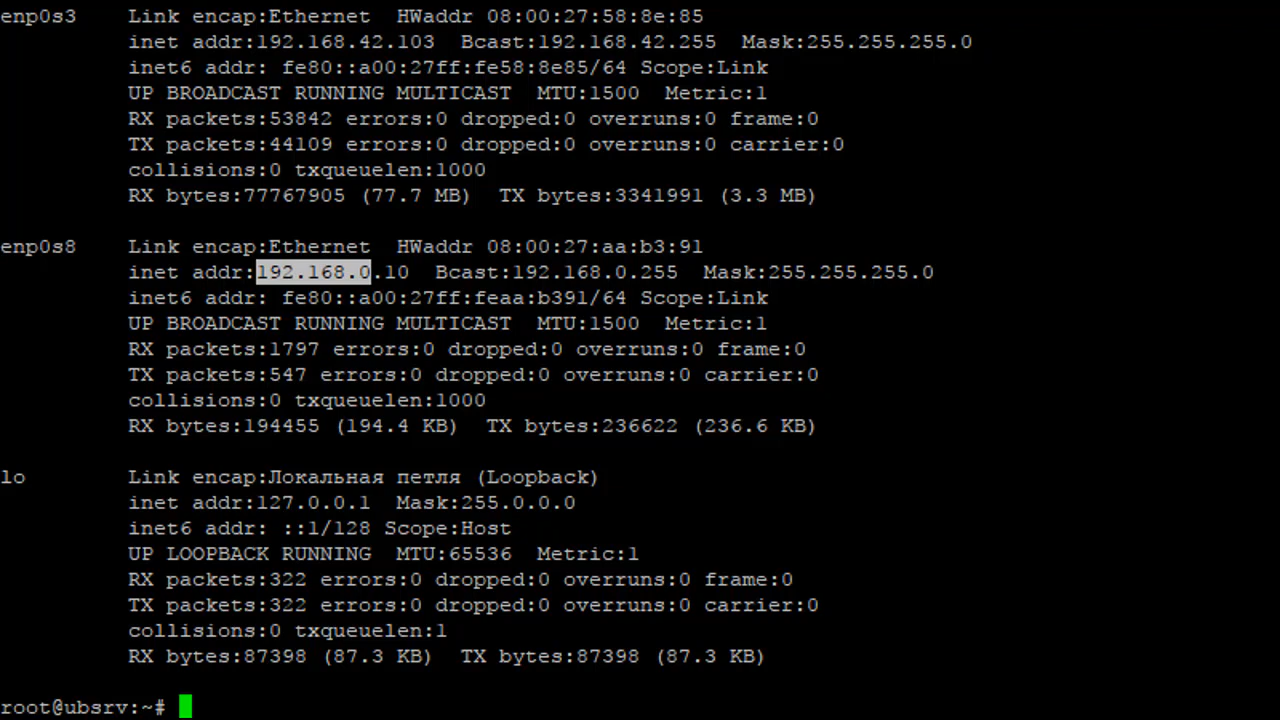 enp0s3 Link encap:Ethernet HWaddr 08:00:27:58:8e:85
inet addr:192.168.42.103 Bcast:192.168.42.255 Mask:255.255.255.0
inet6 addr: fe80::a00:27ff:fe58:8e85/64 Scope:Link
UP BROADCAST RUNNING MULTICAST MTU:1500 Metric:1
RX packets:53842 errors:0 dropped:0 overruns:0 frame:0
TX packets:44109 errors:0 dropped:0 overruns:0 carrier:0
collisions:0 txqueuelen:1000
RX bytes:77767905 (77.7 MB) TX bytes:3341991 (3.3 MB)
enp0s8 Link encap:Ethernet HWaddr 08:00:27:aa:b3:91
inet addr:192.168.0.10 Bcast:192.168.0.255 Mask:255.255.255.0
inet6 addr: fe80::a00:27ff:feaa:b391/64 Scope:Link
UP BROADCAST RUNNING MULTICAST MTU:1500 Metric:1
RX packets:1797 errors:0 dropped:0 overruns:0 frame:0
TX packets:547 errors:0 dropped:0 overruns:0 carrier:0
collisions:0 txqueuelen:1000
RX bytes:194455 (194.4 KB) TX bytes:236622 (236.6 KB)
lo Link encap:Локальная петля (Loopback)
inet addr:127.0.0.1 Mask:255.0.0.0
inet6 addr: ::1/128 Scope:Host
UP LOOPBACK RUNNING MTU:65536 Metric:1
RX packets:322 errors:0 dropped:0 overruns:0 frame:0
TX packets:322 errors:0 dropped:0 overruns:0 carrier:0
collisions:0 txqueuelen:1
RX bytes:87398 (87.3 KB) TX bytes:87398 (87.3 KB)
root@ubsrv:~#